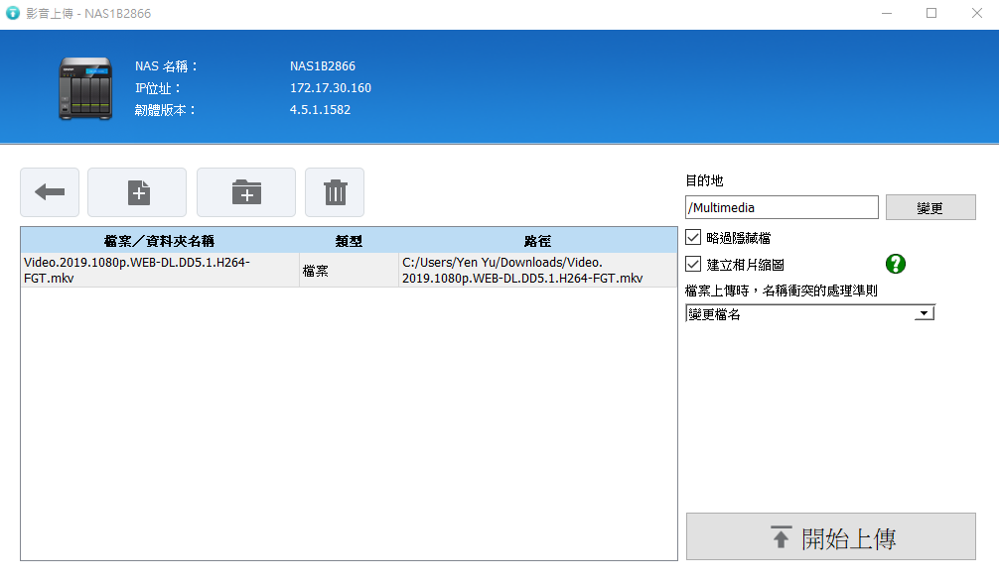 影音上傳 - NAS1B2866
NAS 名稱： NAS1B2866
IP位址： 172.17.30.160
韌體版本： 4.5.1.1582
目的地
/Multimedia
變更
略過隱藏檔
建立相片縮圖
檔案上傳時，名稱衝突的處理準則
變更檔名
檔案／資料夾名稱 類型 路徑
Video.2019.1080p.WEB-DL.DD5.1.H264-
FGT.mkv
檔案
C:/Users/Yen Yu/Downloads/Video.
2019.1080p.WEB-DL.DD5.1.H264-FGT.mkv
開始上傳